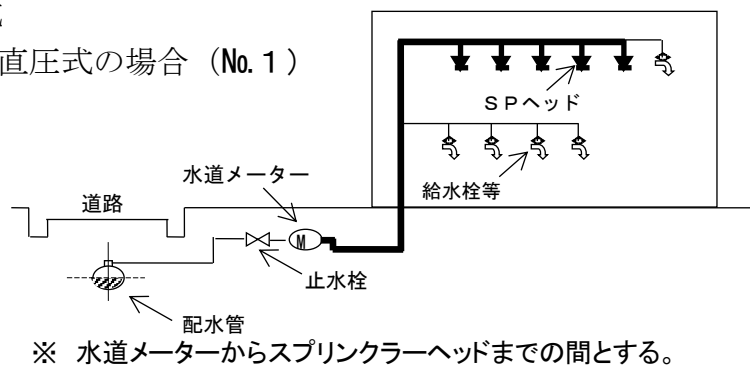 直圧式の場合（No.1）
SPヘッド
水道メーター
給水栓等
道路
M
止水栓
配水管
※ 水道メーターからスプリンクラーヘッドまでの間とする。